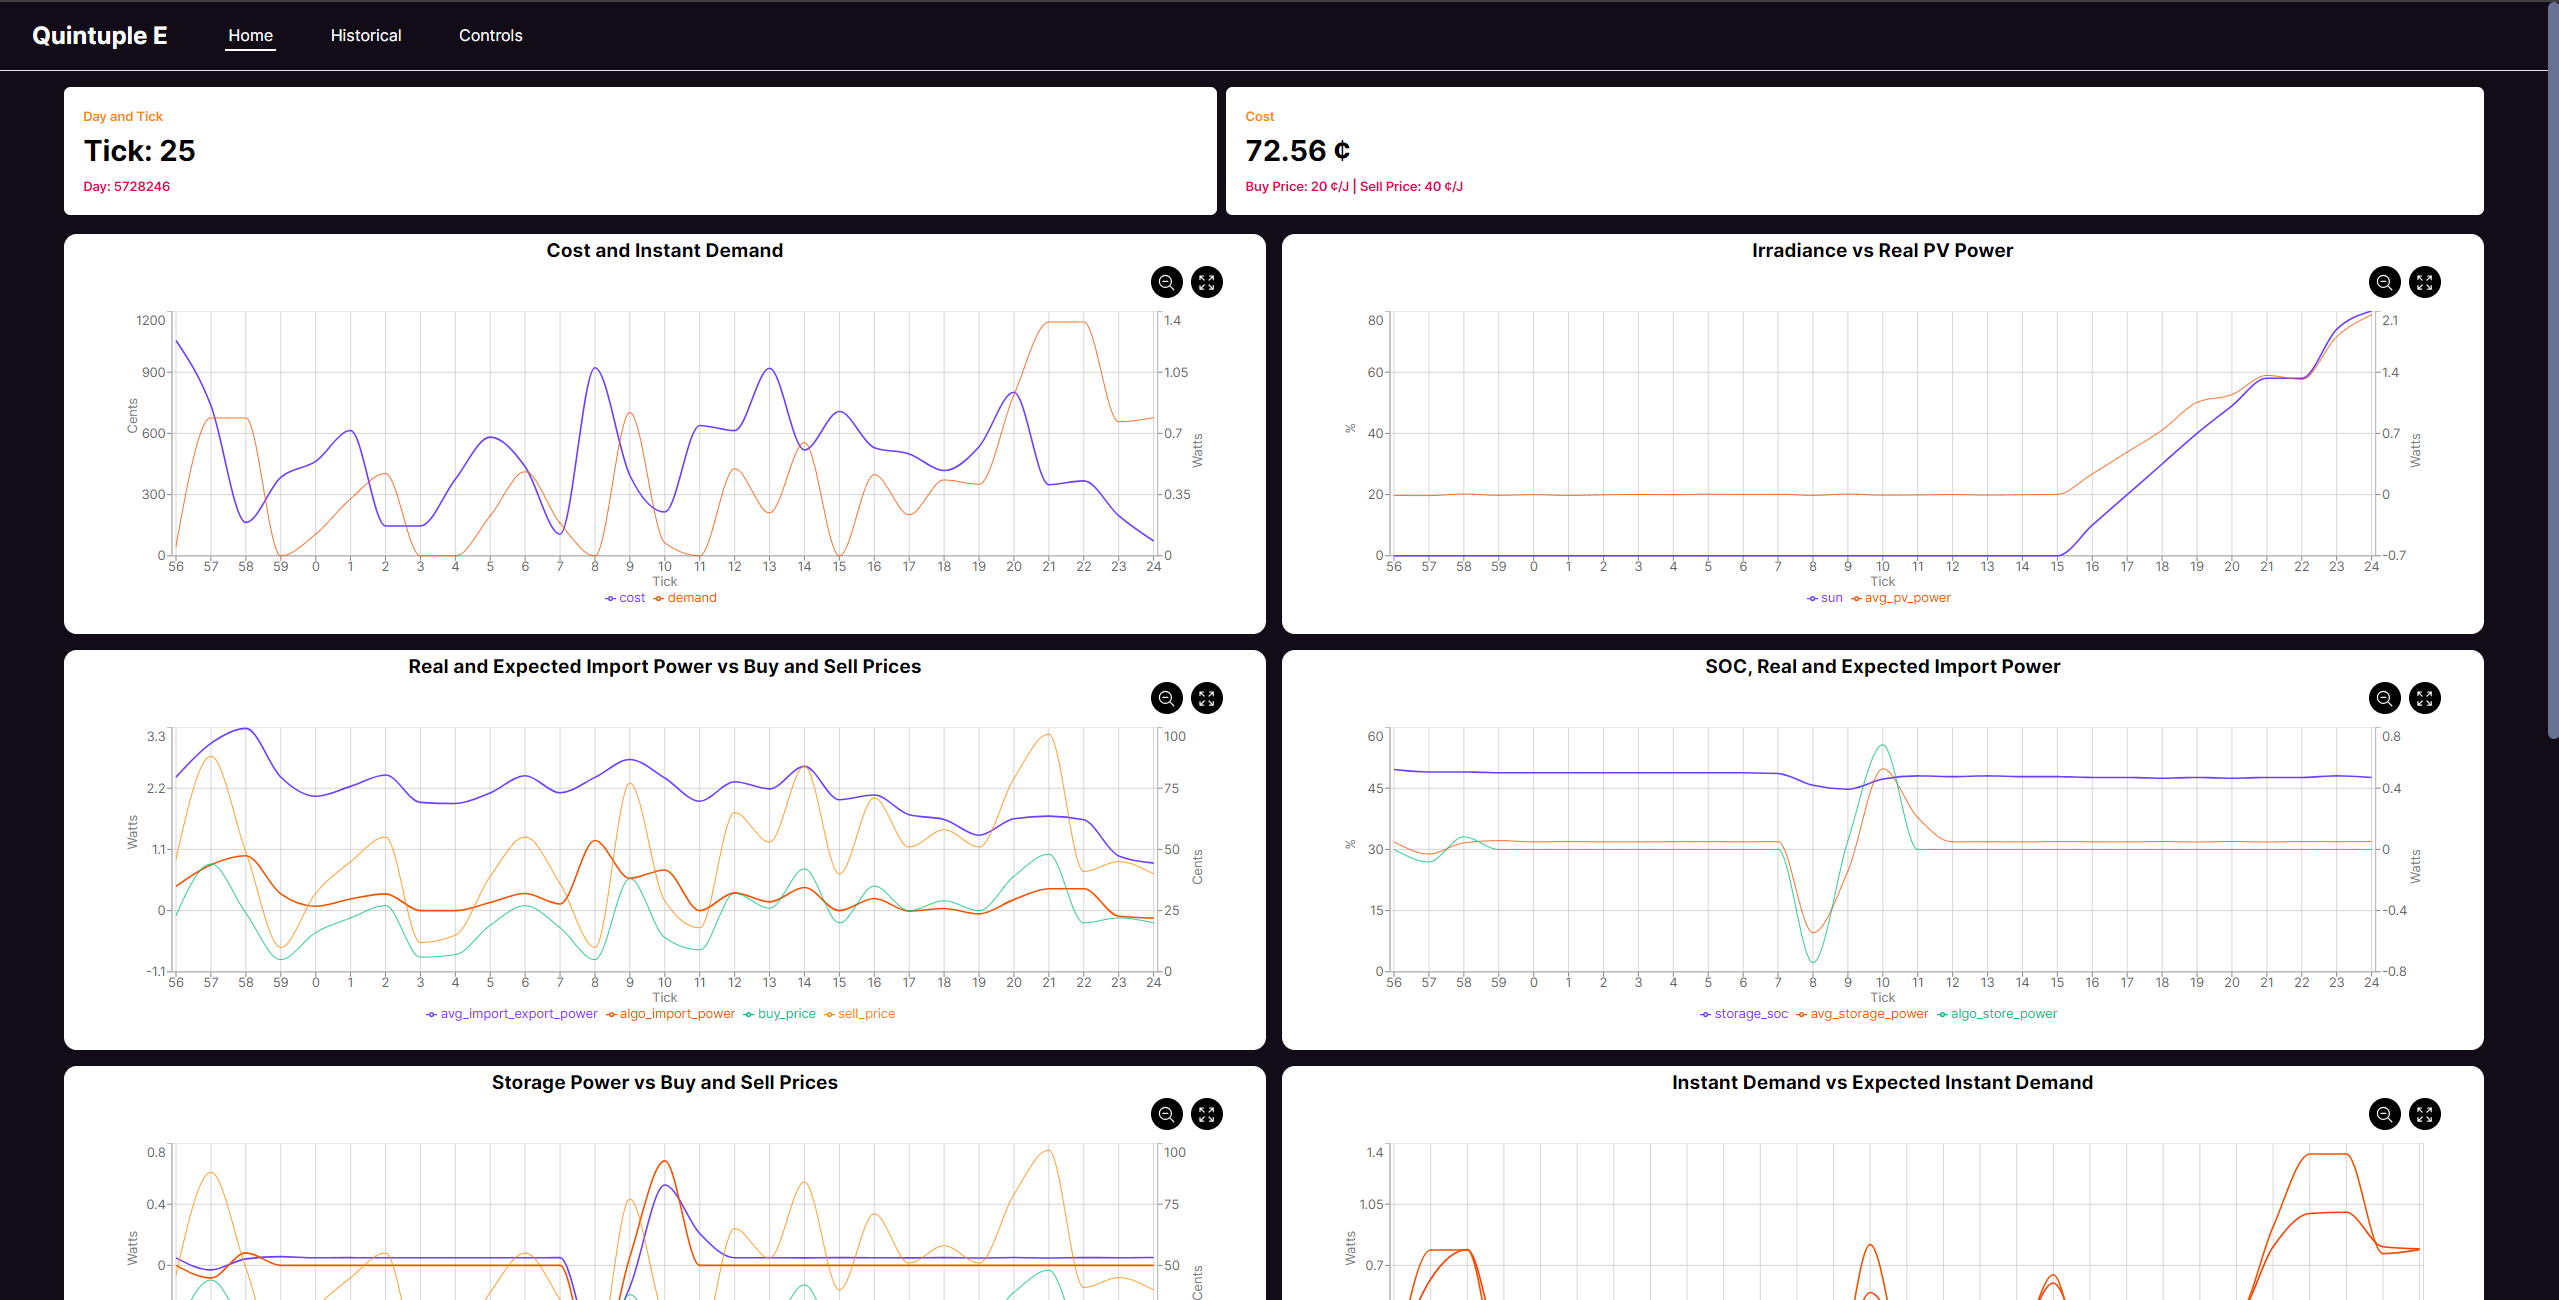 Quintuple E Home Historical Controls
Day and Tick
Tick: 25
Day: 5728246
Cost
72.56 ¢
Buy Price: 20 ¢/J | Sell Price: 40 ¢/J
Cost and Instant Demand
1200
900
600
300
0
Cents
1.4
1.05
0.7
0.35
0
Watts
56 57 58 59 0 1 2 3 4 5 6 7 8 9 10 11 12 13 14 15 16 17 18 19 20 21 22 23 24
Tick
cost demand
Irradiance vs Real PV Power
80
60
40
20
0
%
2.1
1.4
0.7
0
-0.7
Watts
56 57 58 59 0 1 2 3 4 5 6 7 8 9 10 11 12 13 14 15 16 17 18 19 20 21 22 23 24
Tick
sun avg_pv_power
Real and Expected Import Power vs Buy and Sell Prices
3.3
2.2
1.1
0
-1.1
Watts
100
75
50
25
0
Cents
56 57 58 59 0 1 2 3 4 5 6 7 8 9 10 11 12 13 14 15 16 17 18 19 20 21 22 23 24
Tick
avg_import_export_power algo_import_power buy_price sell_price
SOC, Real and Expected Import Power
60
45
30
15
0
%
0.8
0.4
0
-0.4
-0.8
Watts
56 57 58 59 0 1 2 3 4 5 6 7 8 9 10 11 12 13 14 15 16 17 18 19 20 21 22 23 24
Tick
storage_soc avg_storage_power algo_store_power
Storage Power vs Buy and Sell Prices
0.8
0.4
0
Watts
100
75
50
Cents
Instant Demand vs Expected Instant Demand
1.4
1.05
0.7
Watts